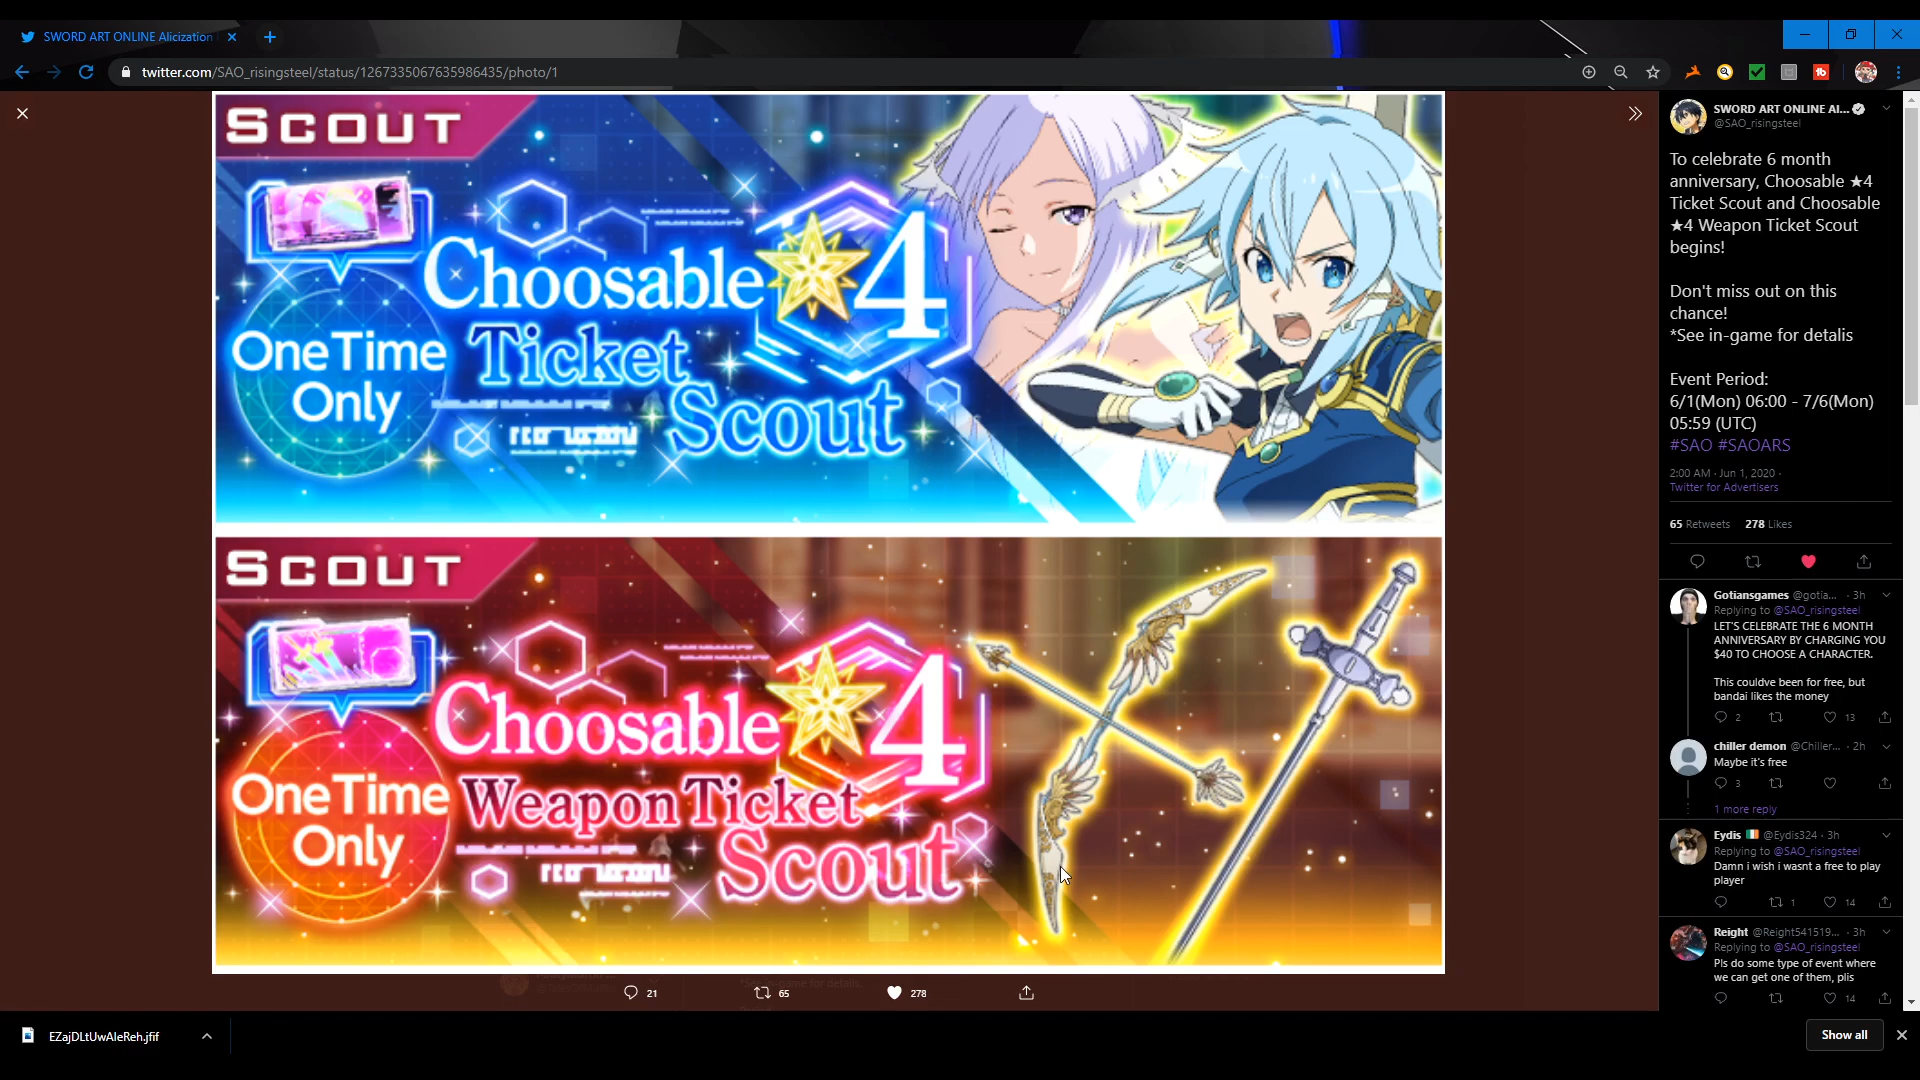 SWORD ART ONLINE Alicization
twitter.com/SAO_risingsteel/status/1267335067635986435/photo/1
SCOUT
Choosable ★4
Ticket
Scout
One Time
Only
SCOUT
Choosable ★4
Weapon Ticket
Scout
One Time
Only
21
65
278
SWORD ART ONLINE Al...
@SAO_risingsteel
To celebrate 6 month
anniversary, Choosable ★4
Ticket Scout and Choosable
★4 Weapon Ticket Scout
begins!
Don't miss out on this
chance!
*See in-game for detalis
Event Period:
6/1(Mon) 06:00 - 7/6(Mon)
05:59 (UTC)
#SAO #SAOARS
2:00 AM · Jun 1, 2020 ·
Twitter for Advertisers
65 Retweets 278 Likes
Gotiansgames @gotia... · 3h
Replying to @SAO_risingsteel
LET'S CELEBRATE THE 6 MONTH
ANNIVERSARY BY CHARGING YOU
$40 TO CHOOSE A CHARACTER.
This couldve been for free, but
bandai likes the money
2 13
chiller demon @Chiller... · 2h
Maybe it's free
3
1 more reply
Eydis @Eydis324 · 3h
Replying to @SAO_risingsteel
Damn i wish i wasnt a free to play
player
1 14
Reight @Reight541519... · 3h
Replying to @SAO_risingsteel
Pls do some type of event where
we can get one of them, plis
14
EZajDLtUwAIeReh.jfif
Show all